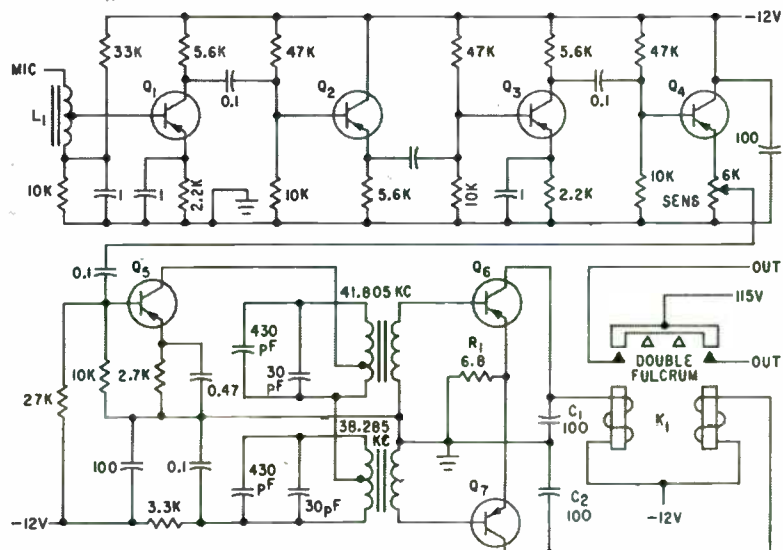 -12V
33K
5.6K
47K
47K
5.6K
47K
MIC
Q1
0.1
Q2
Q3
0.1
Q4
L1
100
10K
1
1
2.2K
10K
5.6K
10K
1
2.2K
10K
6K
SENS
0.1
Q5
41.805 KC
Q6
OUT
115V
430 pF
30 pF
R1
6.8
DOUBLE
FULCRUM
OUT
27K
10K
2.7K
0.47
38.285
KC
C1
100
K1
100
0.1
430 pF
30pF
Q7
C2
100
-12V
3.3K
-12V